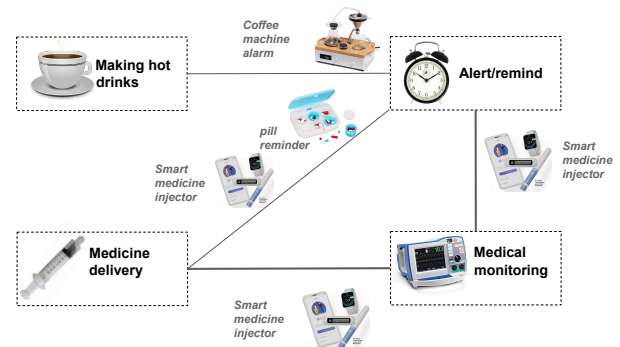 Coffee
machine
alarm
Making hot
drinks
Alert/remind
pill
reminder
Smart
medicine
injector
Smart
medicine
injector
Medicine
delivery
Medical
monitoring
Smart
medicine
injector